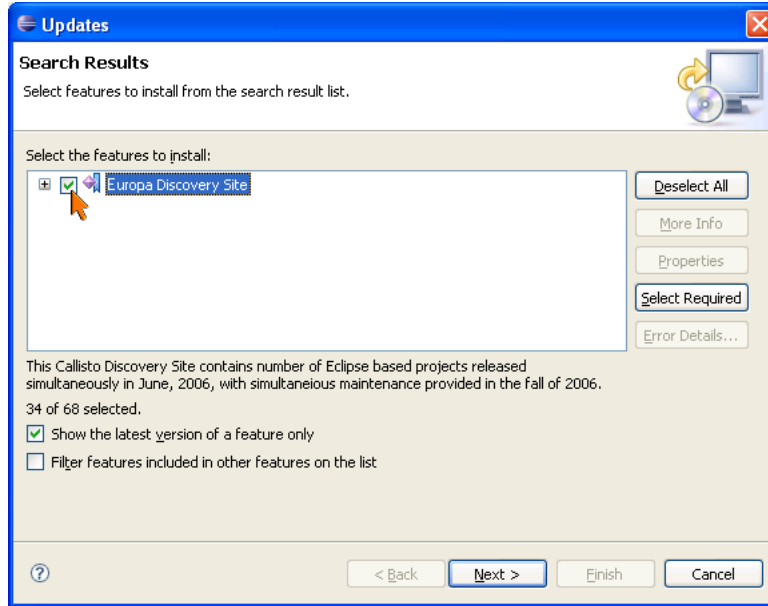 Updates
Search Results
Select features to install from the search result list.
Select the features to install:
Europa Discovery Site
Deselect All
More Info
Properties
Select Required
Error Details...
This Callisto Discovery Site contains number of Eclipse based projects released
simultaneously in June, 2006, with simultaneious maintenance provided in the fall of 2006.
34 of 68 selected.
Show the latest version of a feature only
Filter features included in other features on the list
?
< Back
Next >
Finish
Cancel